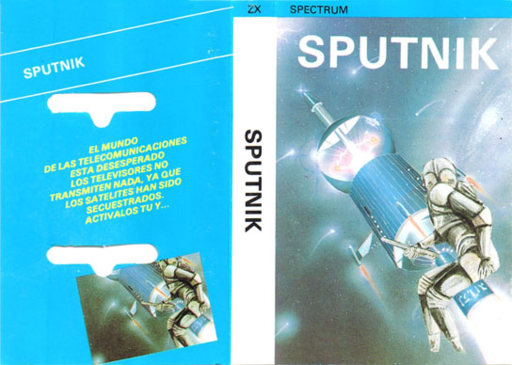 SPUTNIK
EL MUNDO
DE LAS TELECOMUNICACIONES
ESTA DESESPERADO
LOS TELEVISORES NO
TRANSMITEN NADA, YA QUE
LOS SATELITES HAN SIDO
SECUESTRADOS.
ACTIVALOS TU Y...
ZX SPECTRUM
SPUTNIK
SPUTNIK